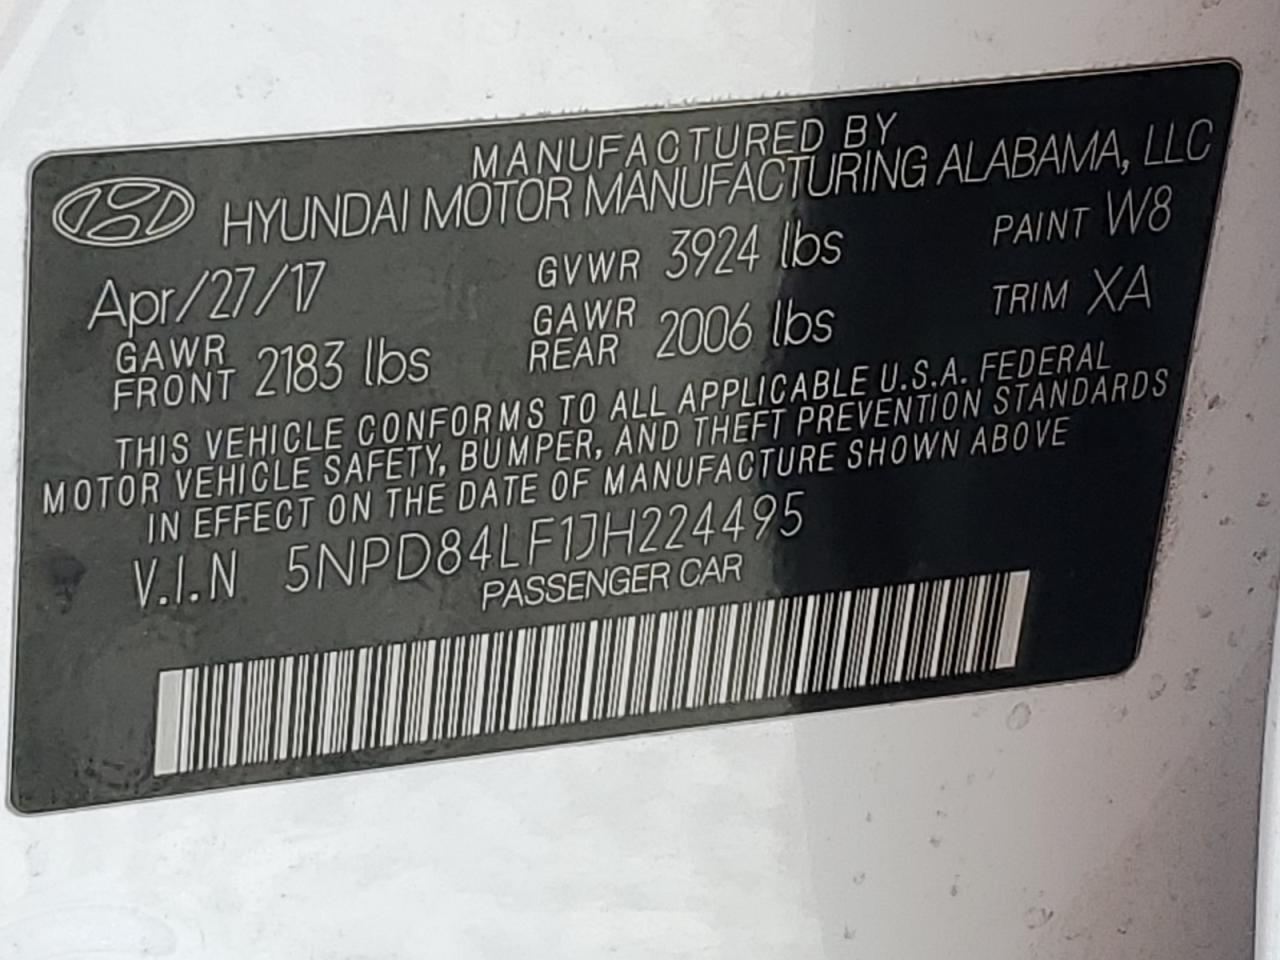 MANUFACTURED BY
HYUNDAI MOTOR MANUFACTURING ALABAMA, LLC
Apr/27/17 GVWR 3924 lbs PAINT W8
GAWR FRONT 2183 lbs GAWR REAR 2006 lbs TRIM XA
THIS VEHICLE CONFORMS TO ALL APPLICABLE U.S.A. FEDERAL
MOTOR VEHICLE SAFETY, BUMPER, AND THEFT PREVENTION STANDARDS
IN EFFECT ON THE DATE OF MANUFACTURE SHOWN ABOVE
V.I.N 5NPD84LF1JH224495
PASSENGER CAR